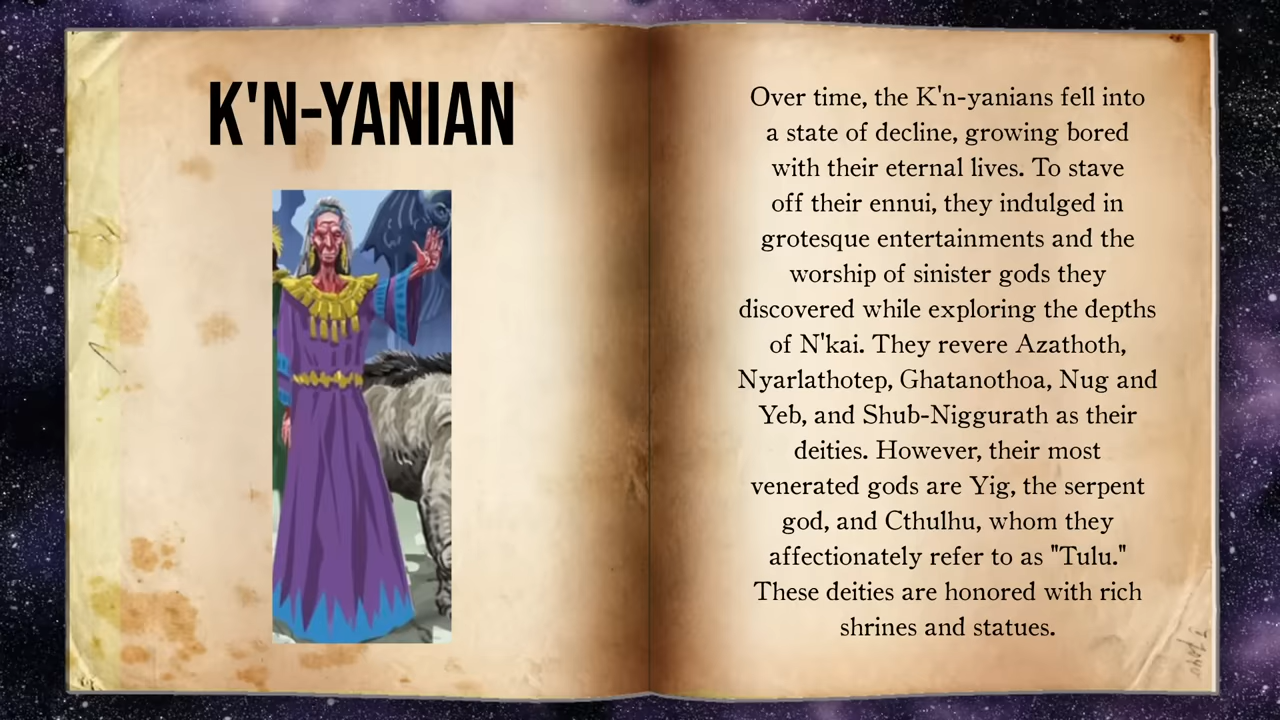 K'N-YANIAN
Over time, the K'n-yanians fell into
a state of decline, growing bored
with their eternal lives. To stave
off their ennui, they indulged in
grotesque entertainments and the
worship of sinister gods they
discovered while exploring the depths
of N'kai. They revere Azathoth,
Nyarlathotep, Ghatanothoa, Nug and
Yeb, and Shub-Niggurath as their
deities. However, their most
venerated gods are Yig, the serpent
god, and Cthulhu, whom they
affectionately refer to as "Tulu."
These deities are honored with rich
shrines and statues.